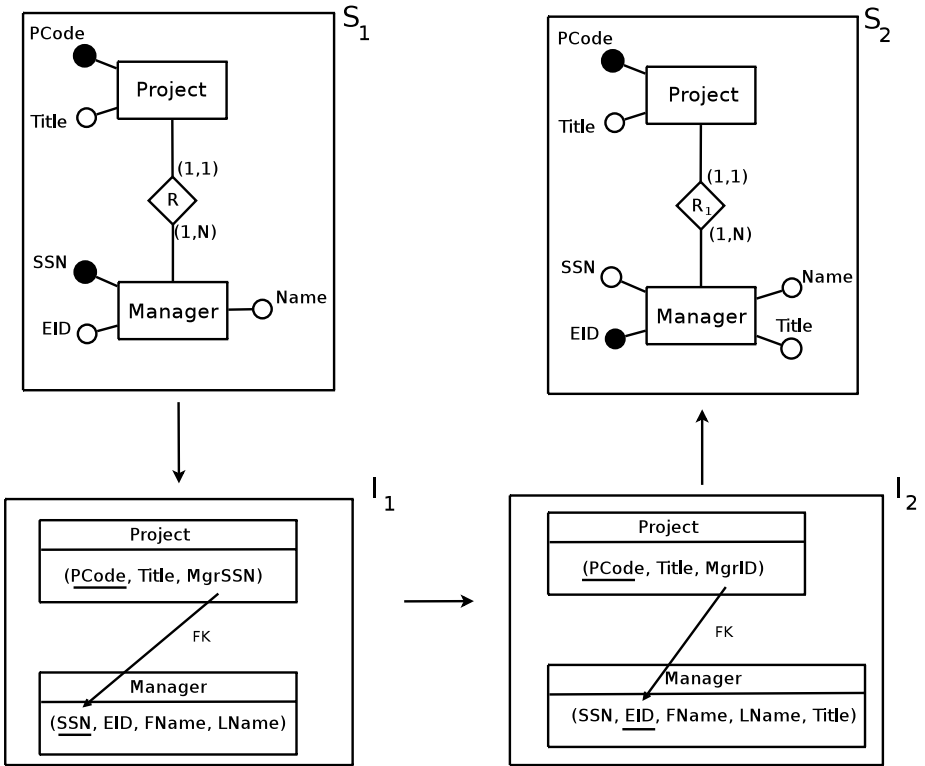 S1
PCode
Project
Title
(1,1)
R
(1,N)
SSN
Manager
Name
EID
S2
PCode
Project
Title
(1,1)
R1
(1,N)
SSN
Name
Manager
EID
Title
I1
Project
(PCode, Title, MgrSSN)
FK
Manager
(SSN, EID, FName, LName)
I2
Project
(PCode, Title, MgrID)
FK
Manager
(SSN, EID, FName, LName, Title)